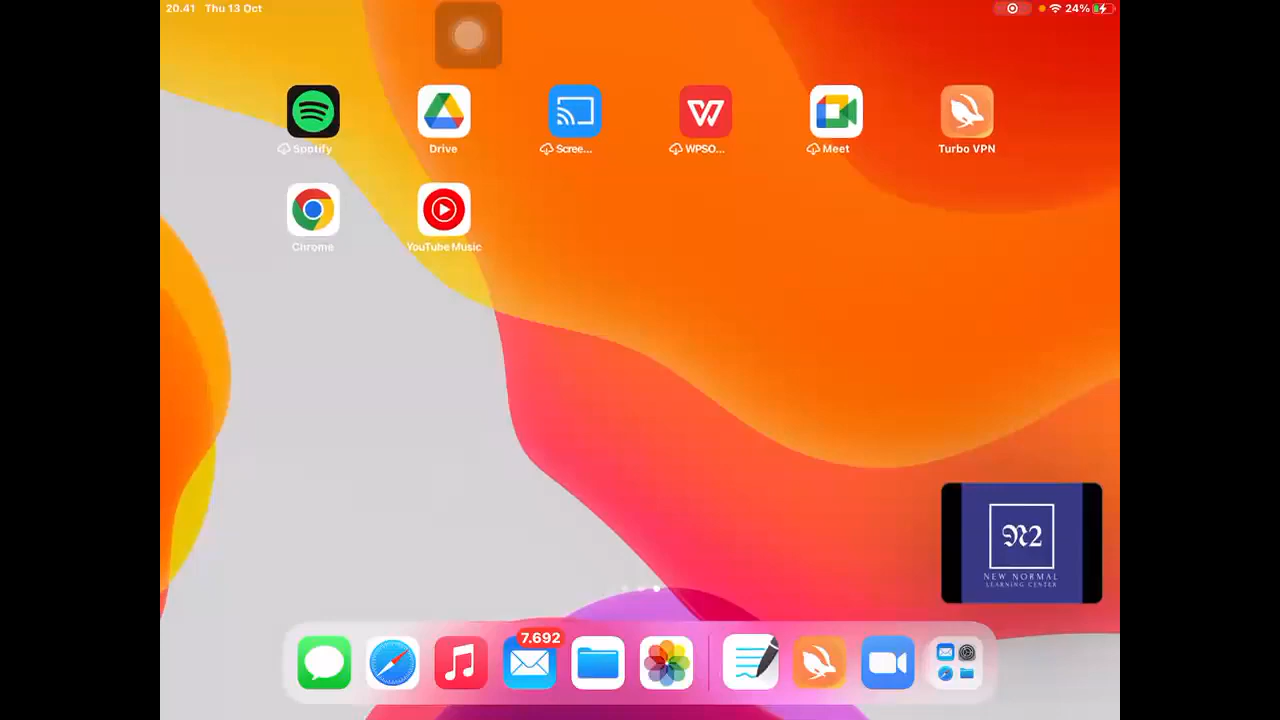 20.41 Thu 13 Oct
24%
Spotify
Drive
Scree...
WPSO...
Meet
Turbo VPN
Chrome
YouTube Music
N2
NEW NORMAL
LEARNING CENTER
7.692